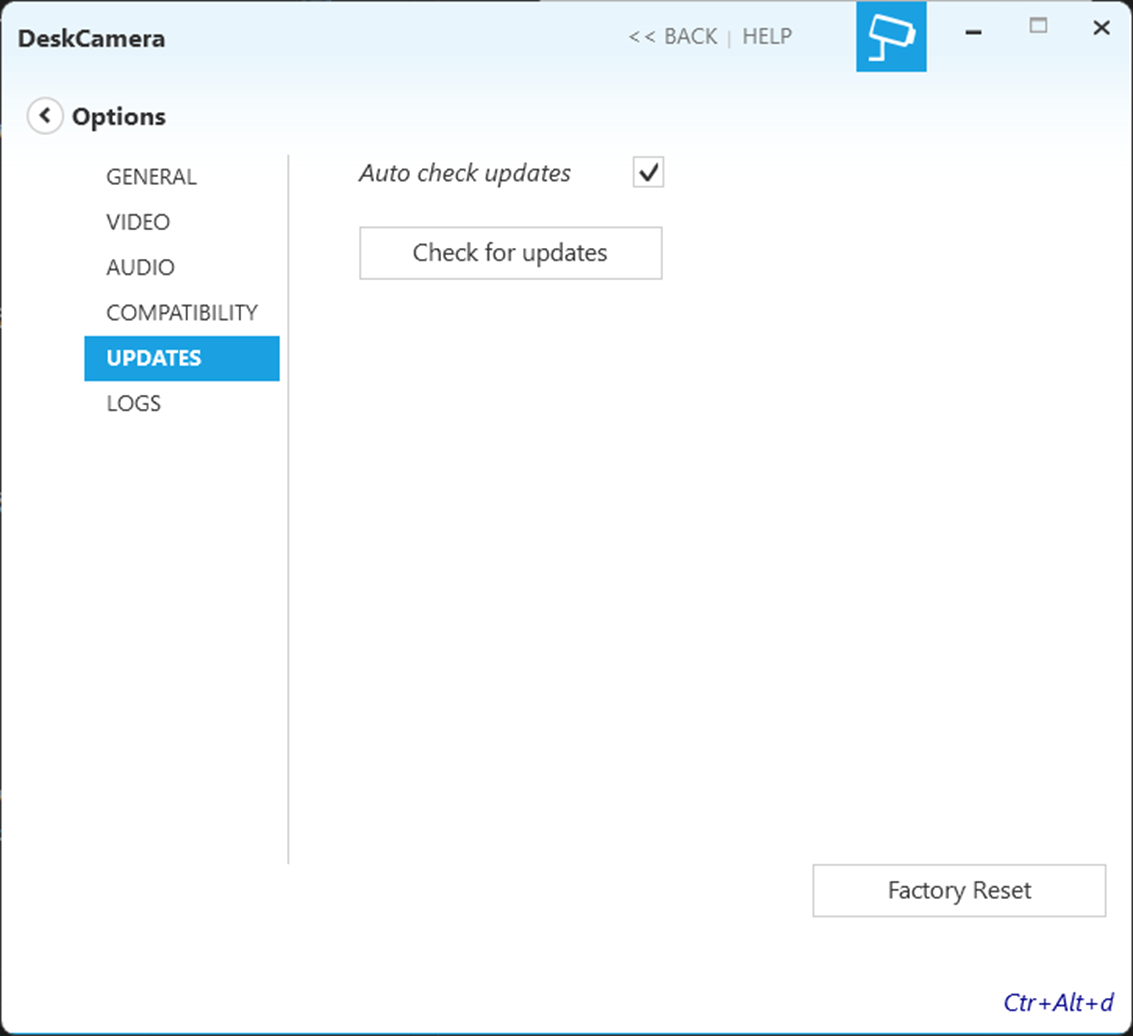 DeskCamera
<< BACK | HELP
Options
GENERAL
VIDEO
AUDIO
COMPATIBILITY
UPDATES
LOGS
Auto check updates
Check for updates
Factory Reset
Ctr+Alt+d